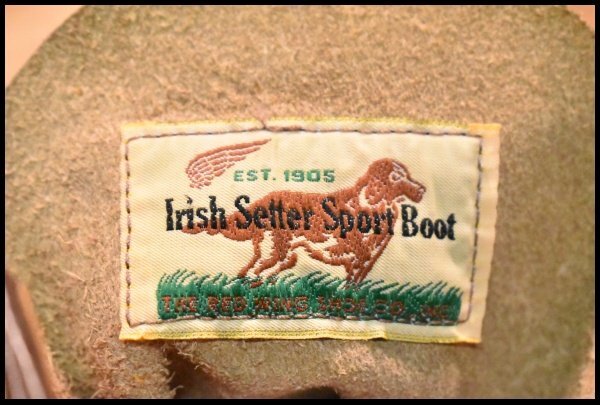 EST. 1905
Irish Setter Sport Boot
THE RED WING SHOE CO., INC.